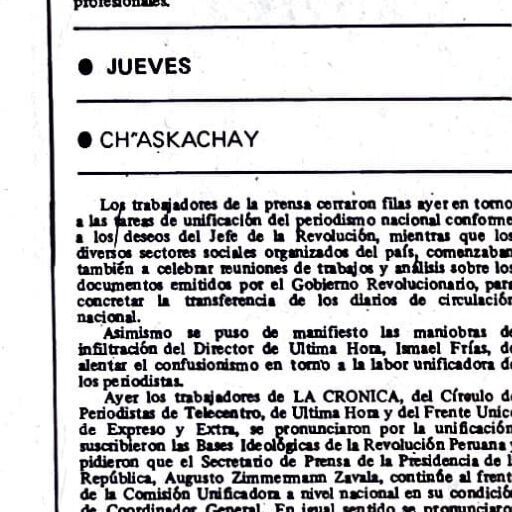 profesionales.
● JUEVES
● CH"ASKACHAY
Los trabajadores de la prensa cerraron filas ayer en torno
a las tareas de unificación del periodismo nacional conforme
a los deseos del Jefe de la Revolución, mientras que los
diversos sectores sociales organizados del país, comenzaban
también a celebrar reuniones de trabajos y análisis sobre los
documentos emitidos por el Gobierno Revolucionario, para
concretar la transferencia de los diarios de circulación
nacional.
Asimismo se puso de manifiesto las maniobras de
infiltración del Director de Ultima Hora, Ismael Frías, de
alentar el confusionismo en torno a la labor unificadora de
los periodistas.
Ayer los trabajadores de LA CRONICA, del Círculo de
Periodistas de Telecentro, de Ultima Hora y del Frente Unico
de Expreso y Extra, se pronunciaron por la unificación
suscribieron las Bases Ideológicas de la Revolución Peruana y
pidieron que el Secretario de Prensa de la Presidencia de l
República, Augusto Zimmermann Zavala, continúe al frent
de la Comisión Unificadora a nivel nacional en su condició
de Coordinador General. En igual sentido se pronunciaro